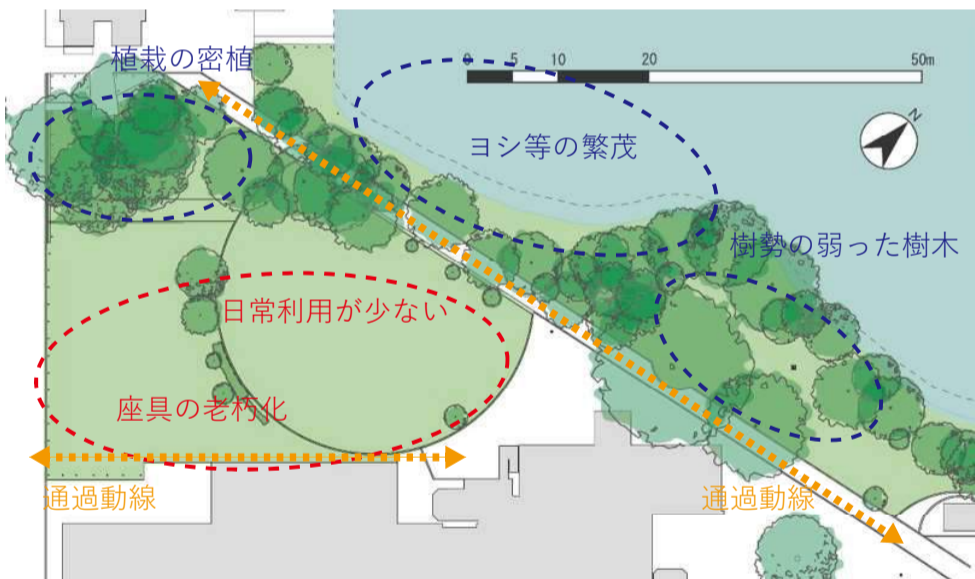 植栽の密植
0 5 10 20 50m
N
ヨシ等の繁茂
樹勢の弱った樹木
日常利用が少ない
座具の老朽化
通過動線
通過動線